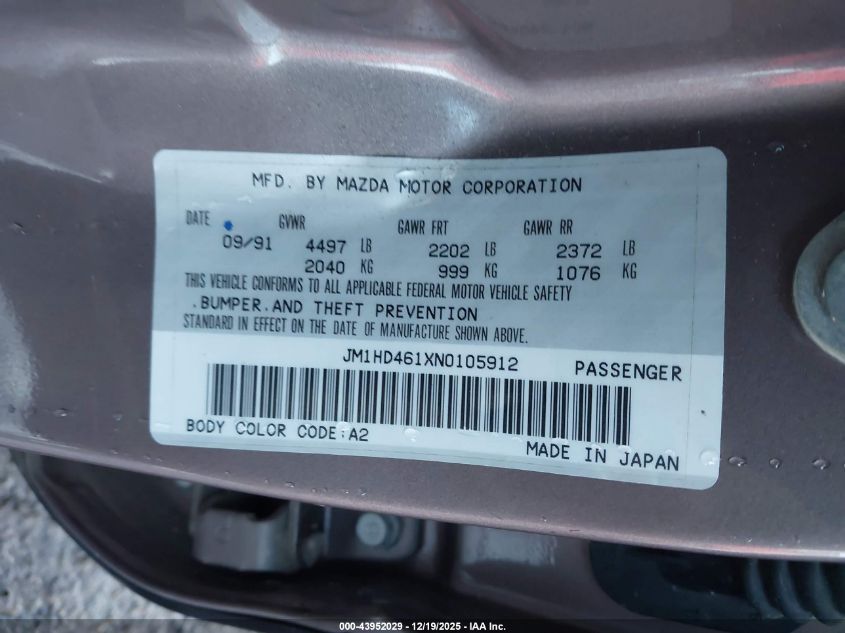 MFD. BY MAZDA MOTOR CORPORATION
DATE GVWR GAWR FRT GAWR RR
09/91 4497 LB 2202 LB 2372 LB
2040 KG 999 KG 1076 KG
THIS VEHICLE CONFORMS TO ALL APPLICABLE FEDERAL MOTOR VEHICLE SAFETY
.BUMPER.AND THEFT PREVENTION
STANDARD IN EFFECT ON THE DATE OF MANUFACTURE SHOWN ABOVE.
JM1HD461XN0105912 PASSENGER
BODY COLOR CODE:A2
MADE IN JAPAN
000-43952029 - 12/19/2025 - IAA Inc.